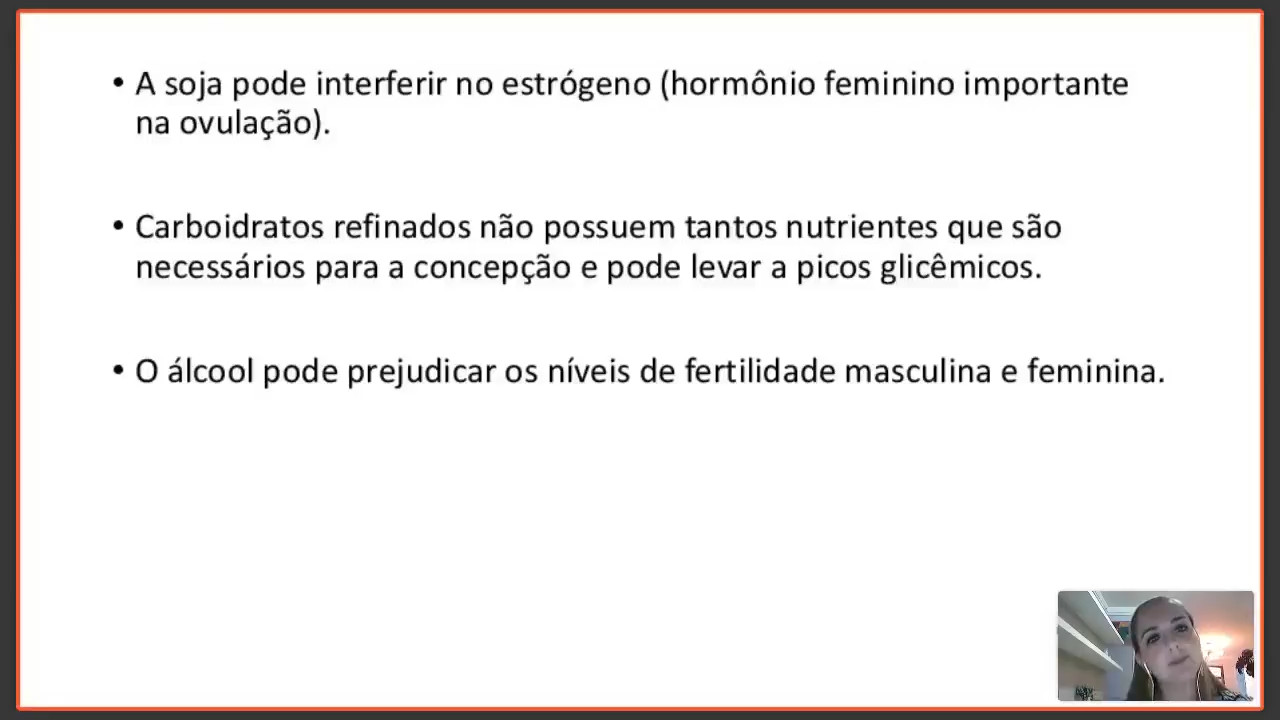 • A soja pode interferir no estrógeno (hormônio feminino importante
na ovulação).
• Carboidratos refinados não possuem tantos nutrientes que são
necessários para a concepção e pode levar a picos glicêmicos.
• O álcool pode prejudicar os níveis de fertilidade masculina e feminina.